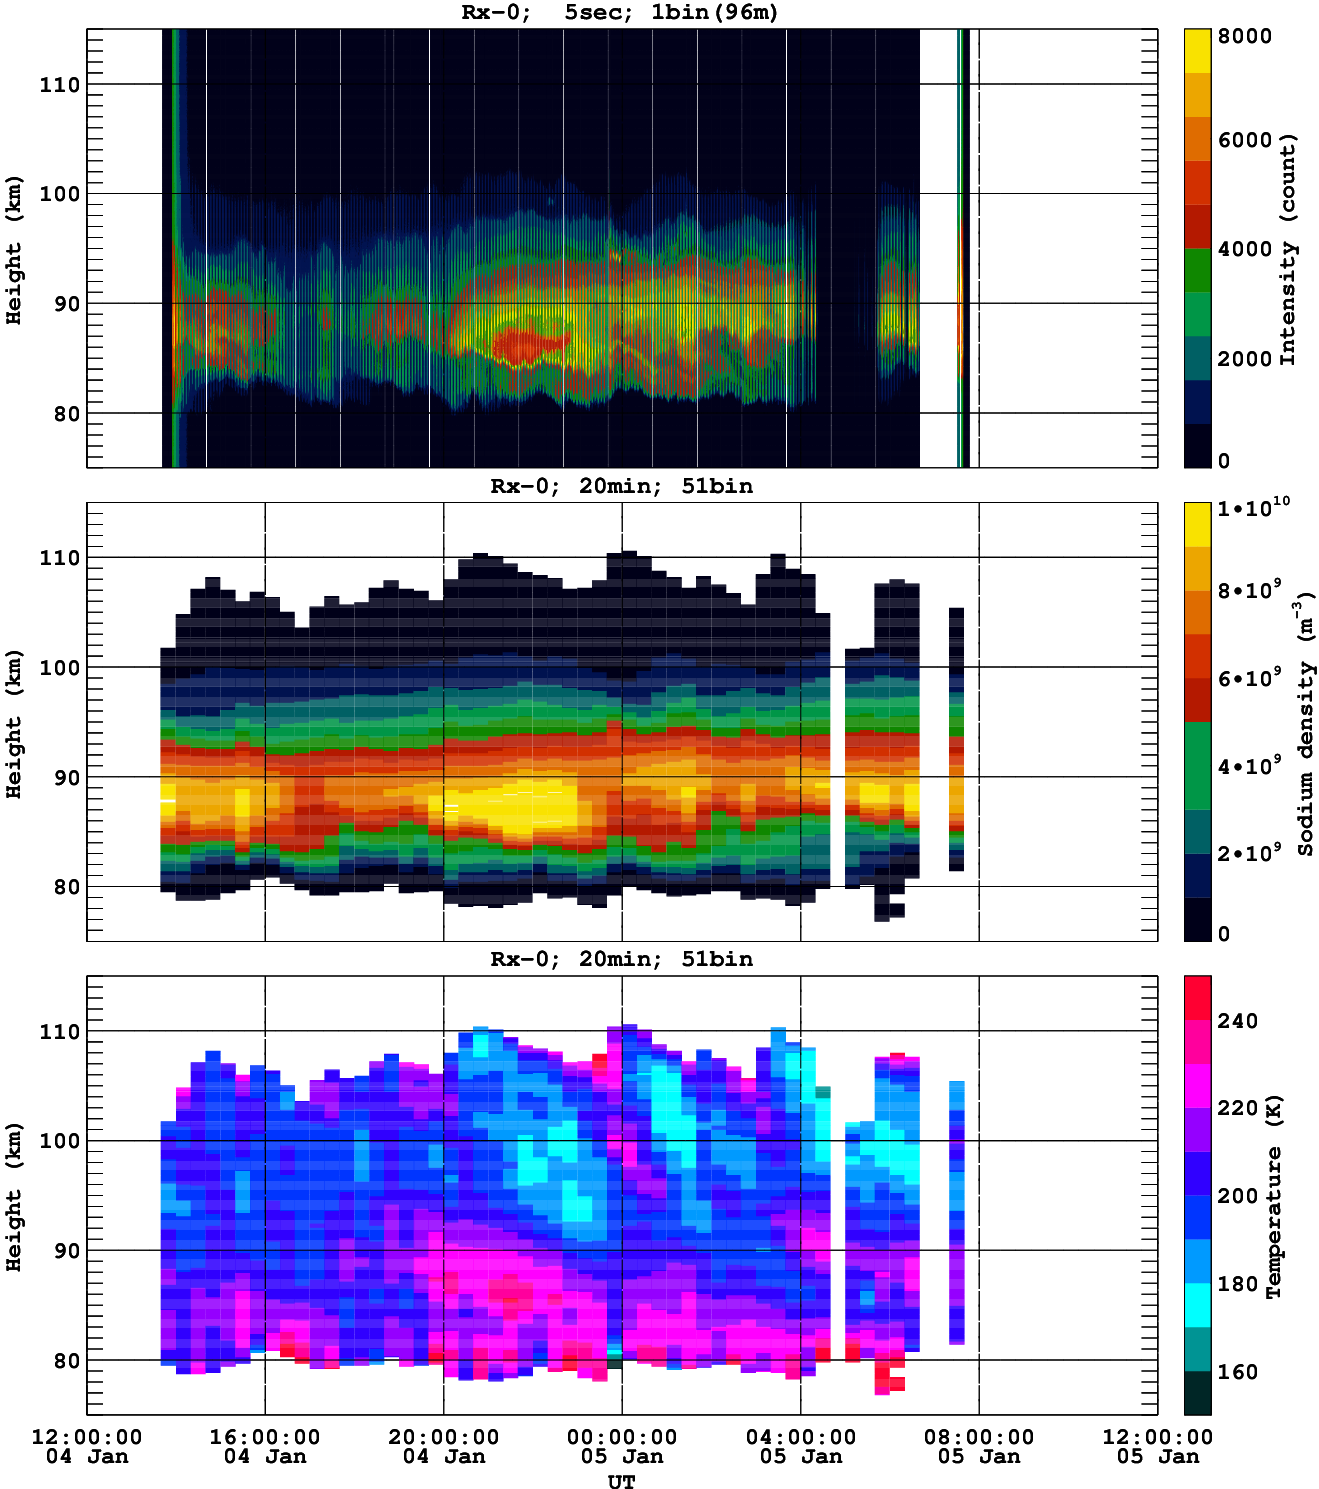 Rx-0;  5sec; 1bin(96m)
110
100
90
80
Height (km)
8000
6000
4000
2000
0
Intensity (count)
Rx-0; 20min; 51bin
110
100
90
80
Height (km)
1•10¹⁰
8•10⁹
6•10⁹
4•10⁹
2•10⁹
0
Sodium density (m⁻³)
Rx-0; 20min; 51bin
110
100
90
80
Height (km)
240
220
200
180
160
Temperature (K)
12:00:00 16:00:00 20:00:00 00:00:00 04:00:00 08:00:00 12:00:00
04 Jan 04 Jan 04 Jan 05 Jan 05 Jan 05 Jan 05 Jan
UT